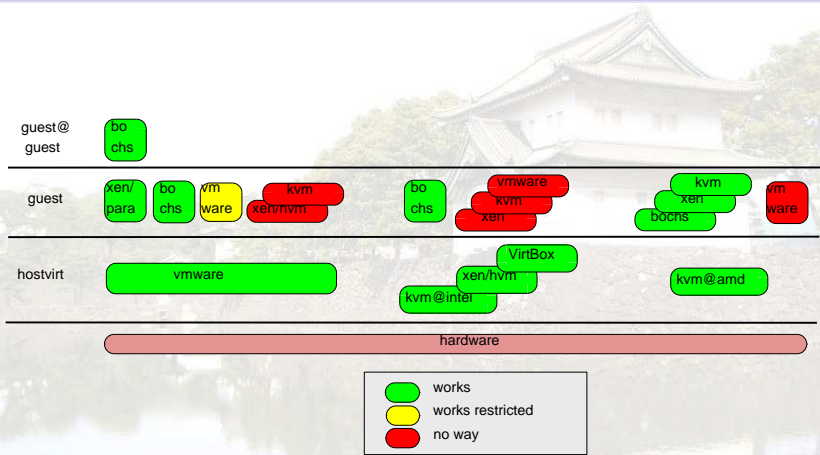 guest@
guest
bo
chs
guest
xen/
para
bo
chs
vm
ware
kvm
xen/hvm
bo
chs
vmware
kvm
xen
kvm
xen
bochs
vm
ware
hostvirt
vmware
VirtBox
xen/hvm
kvm@intel
kvm@amd
hardware
works
works restricted
no way